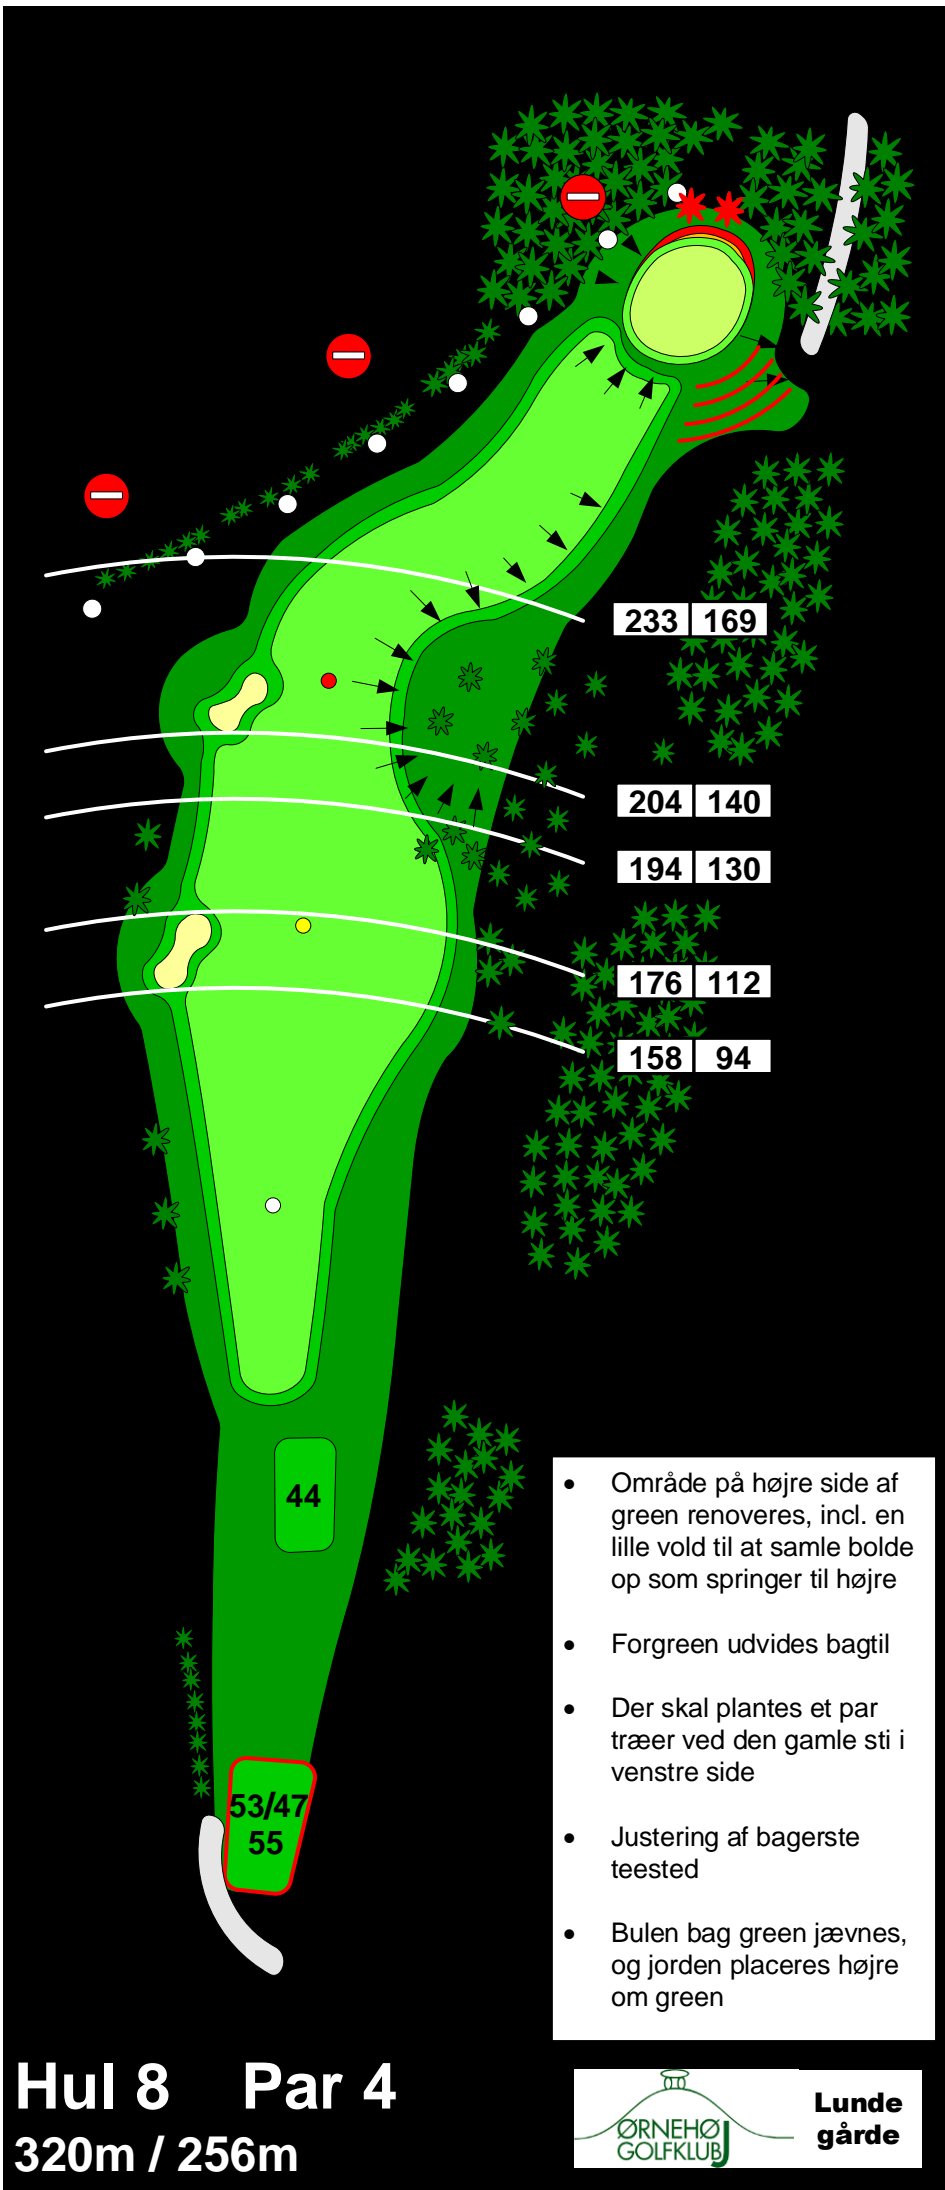 233 169
204 140
194 130
176 112
158 94
44
• Område på højre side af
green renoveres, incl. en
lille vold til at samle bolde
op som springer til højre
• Forgreen udvides bagtil
• Der skal plantes et par
træer ved den gamle sti i
venstre side
• Justering af bagerste
teested
• Bulen bag green jævnes,
og jorden placeres højre
om green
53/47
55
Hul 8 Par 4
320m / 256m
ØRNEHØJ
GOLFKLUB
Lunde
gårde